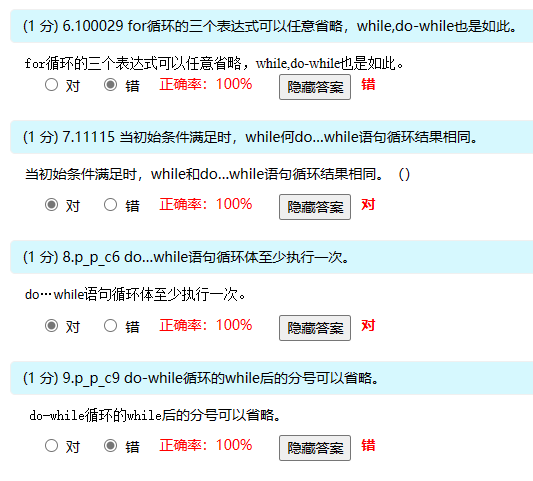 (1 分) 6.100029 for循环的三个表达式可以任意省略，while,do-while也是如此。
for循环的三个表达式可以任意省略，while,do-while也是如此。
对 错 正确率：100% 隐藏答案 错
(1 分) 7.11115 当初始条件满足时，while何do...while语句循环结果相同。
当初始条件满足时，while和do...while语句循环结果相同。（）
对 错 正确率：100% 隐藏答案 对
(1 分) 8.p_p_c6 do...while语句循环体至少执行一次。
do…while语句循环体至少执行一次。
对 错 正确率：100% 隐藏答案 对
(1 分) 9.p_p_c9 do-while循环的while后的分号可以省略。
do-while循环的while后的分号可以省略。
对 错 正确率：100% 隐藏答案 错